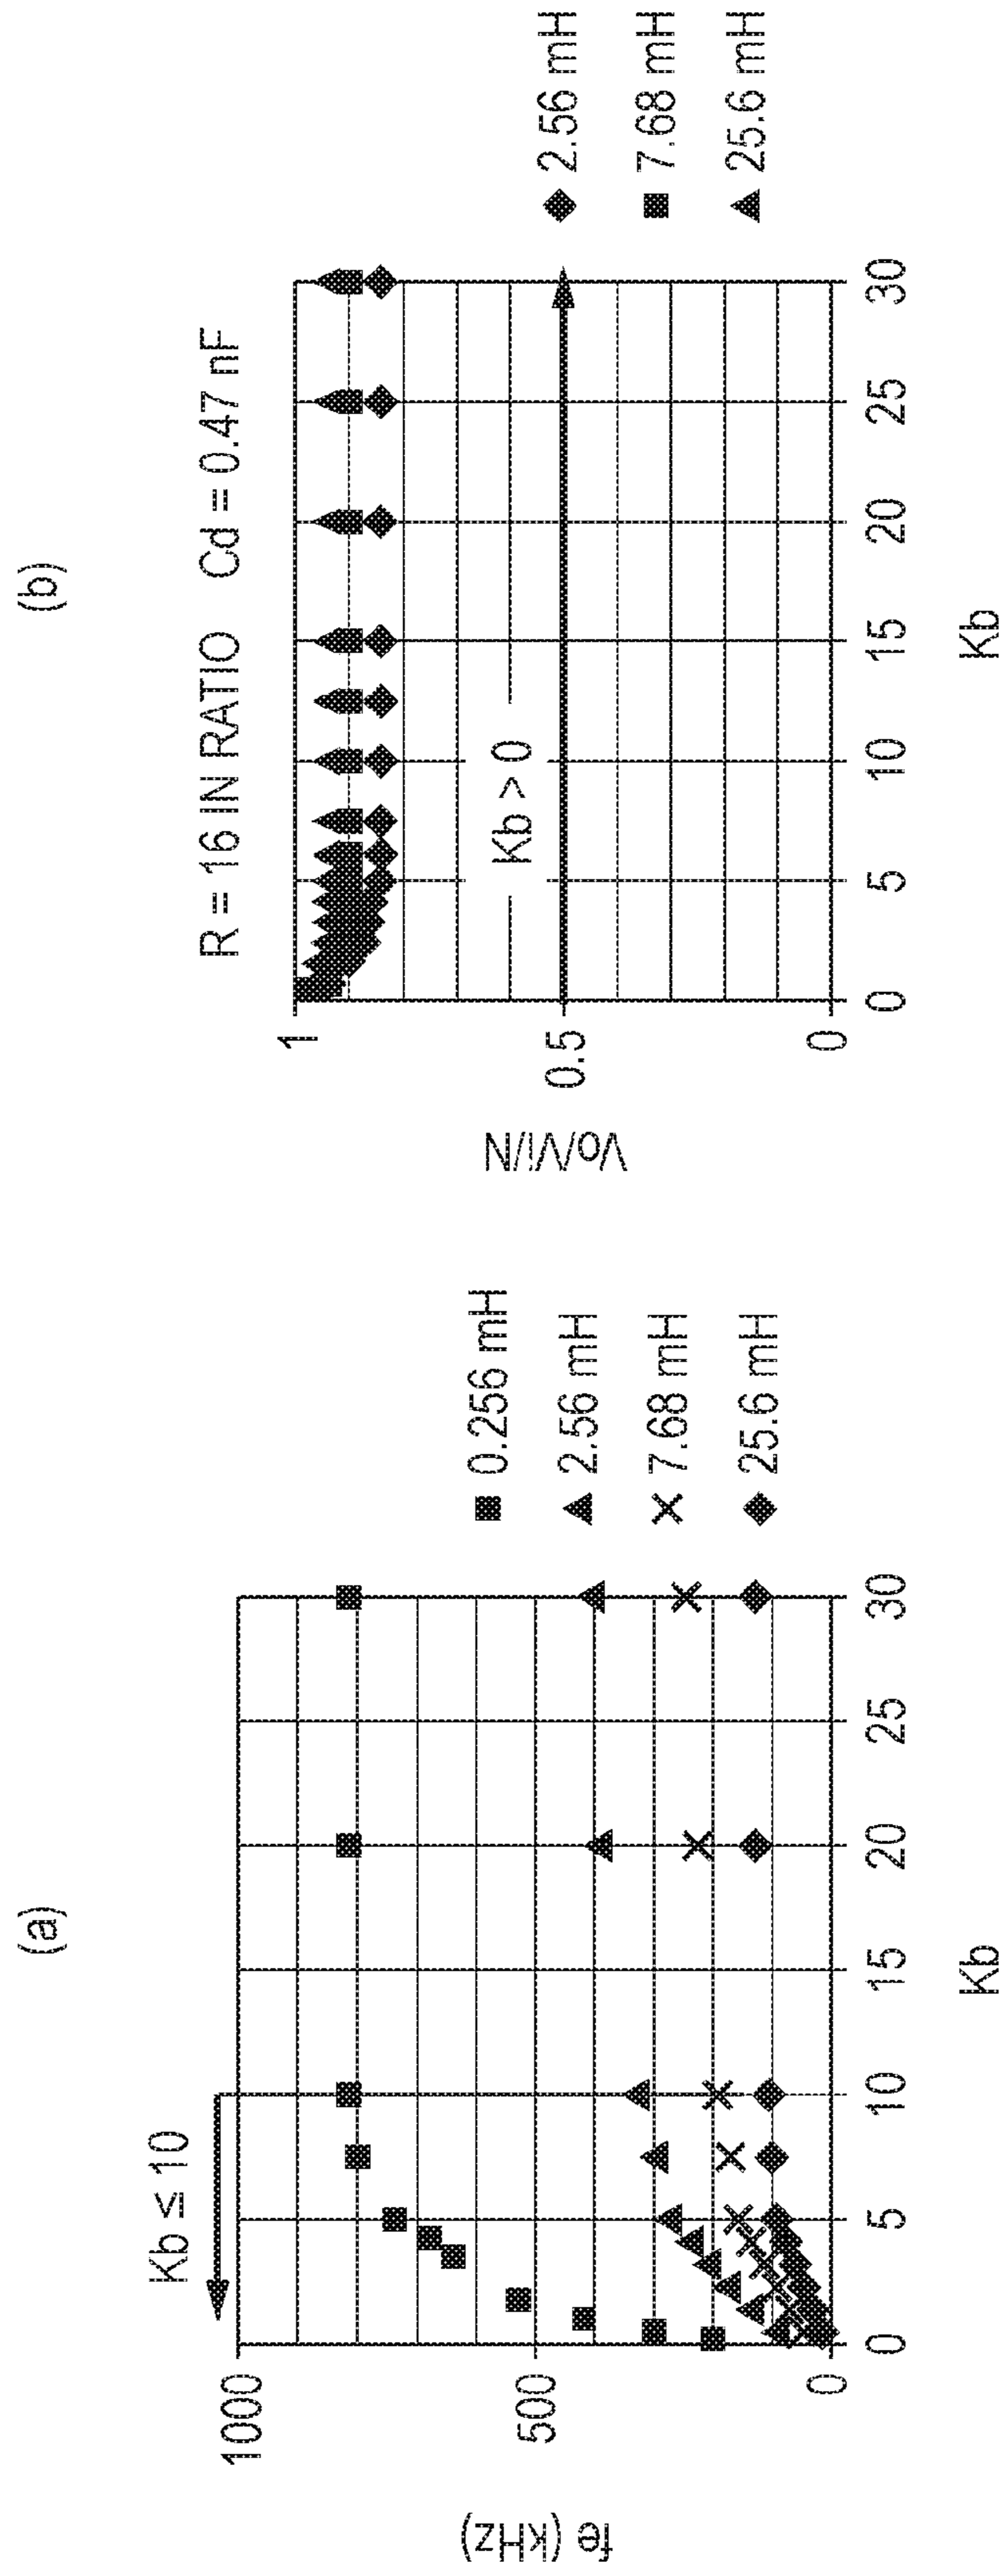 (a)
Kb ≤ 10
fe (kHz)
1000
500
0
0
5
10
15
20
25
30
Kb
0.256 mH
2.56 mH
7.68 mH
25.6 mH
(b)
R = 16 IN RATIO Cd = 0.47 nF
Vo/Vi/N
1
0.5
0
Kb > 0
0
5
10
15
20
25
30
Kb
2.56 mH
7.68 mH
25.6 mH